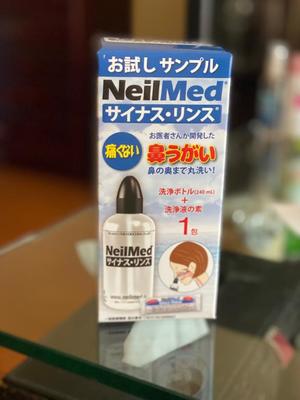 お試しサンプル
NeilMed®
サイナス・リンス®
お医者さんが開発した
痛くない
鼻うがい
鼻の奥まで丸洗い!
洗浄ボトル(240mL)
+
洗浄液の素
1包
NeilMed
サイナス・リンス